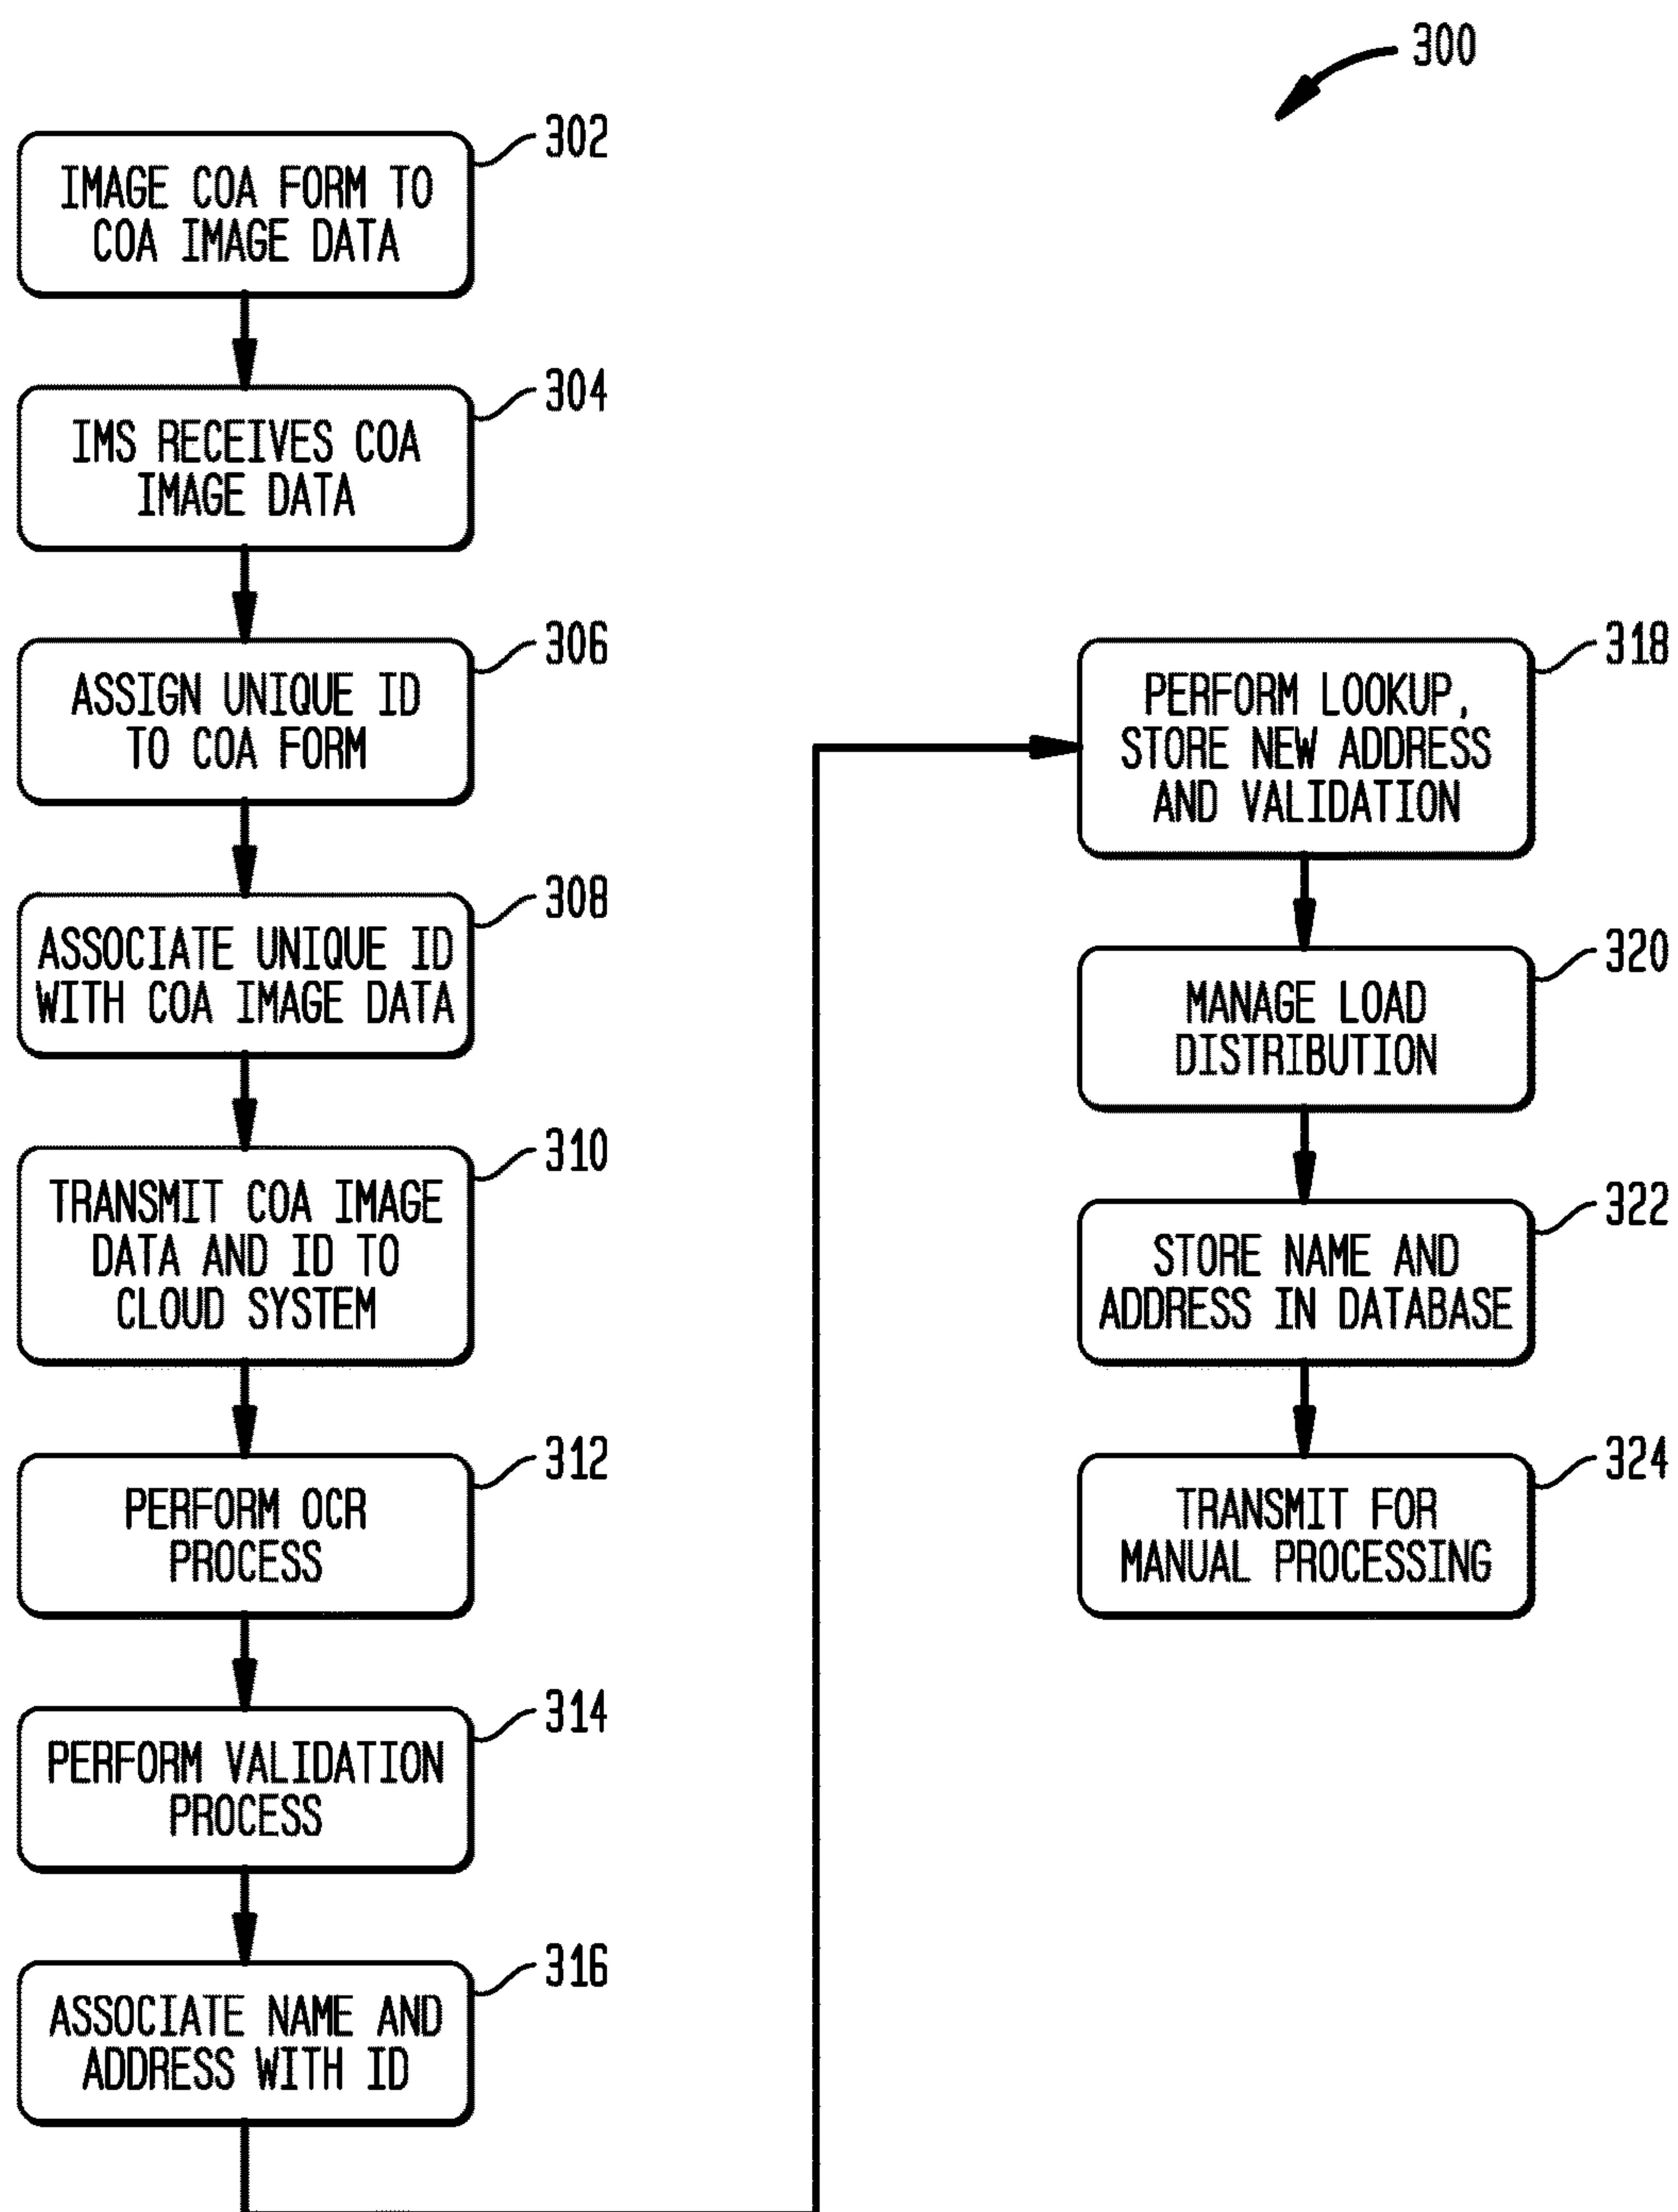 300
302
IMAGE COA FORM TO
COA IMAGE DATA
304
IMS RECEIVES COA
IMAGE DATA
306
ASSIGN UNIQUE ID
TO COA FORM
308
ASSOCIATE UNIQUE ID
WITH COA IMAGE DATA
310
TRANSMIT COA IMAGE
DATA AND ID TO
CLOUD SYSTEM
312
PERFORM OCR
PROCESS
314
PERFORM VALIDATION
PROCESS
316
ASSOCIATE NAME AND
ADDRESS WITH ID
318
PERFORM LOOKUP,
STORE NEW ADDRESS
AND VALIDATION
320
MANAGE LOAD
DISTRIBUTION
322
STORE NAME AND
ADDRESS IN DATABASE
324
TRANSMIT FOR
MANUAL PROCESSING